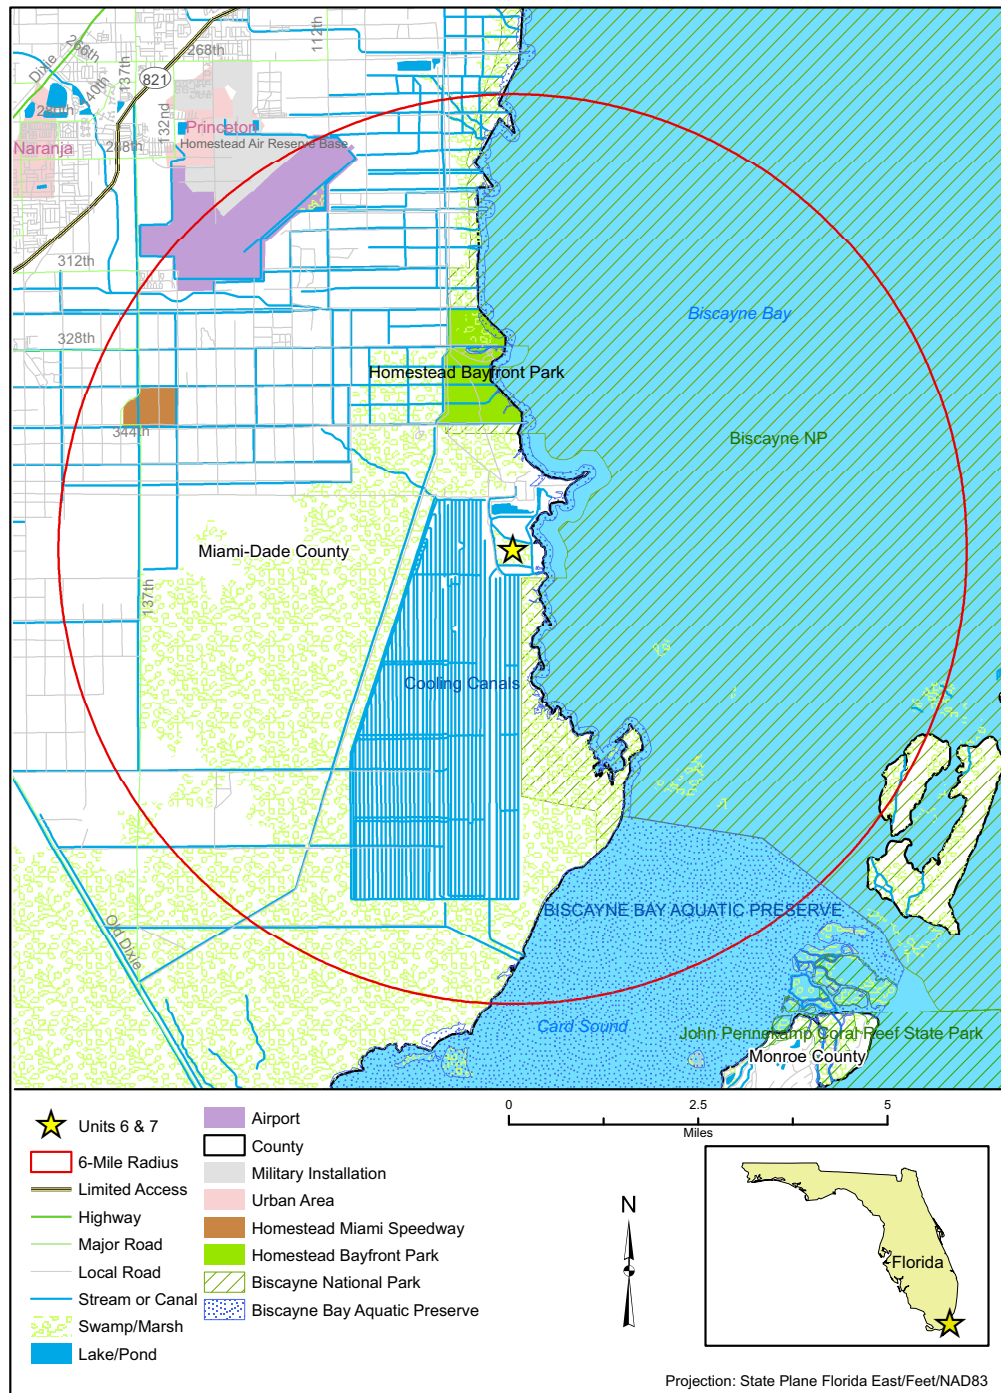 Dixie
266th
137th
268th
112th
821
140th
280th
132nd
Princeton
Naranja
288th
Homestead Air Reserve Base
312th
Biscayne Bay
328th
Homestead Bayfront Park
344th
Biscayne NP
Miami-Dade County
137th
Cooling Canals
BISCAYNE BAY AQUATIC PRESERVE
Old Dixie
Card Sound
John Pennekamp Coral Reef State Park
Monroe County
Units 6 & 7
6-Mile Radius
Limited Access
Highway
Major Road
Local Road
Stream or Canal
Swamp/Marsh
Lake/Pond
Airport
County
Military Installation
Urban Area
Homestead Miami Speedway
Homestead Bayfront Park
Biscayne National Park
Biscayne Bay Aquatic Preserve
0 2.5 5
Miles
N
Florida
Projection: State Plane Florida East/Feet/NAD83